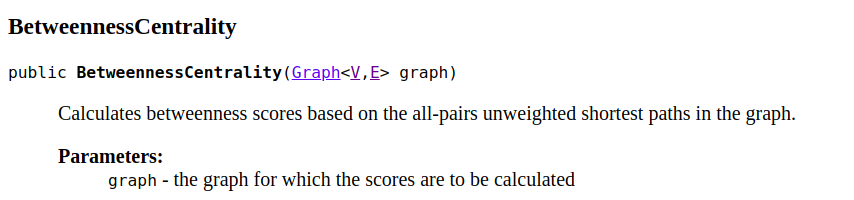 BetweennessCentrality
public BetweennessCentrality(Graph<V,E> graph)
Calculates betweenness scores based on the all-pairs unweighted shortest paths in the graph.
Parameters:
graph - the graph for which the scores are to be calculated